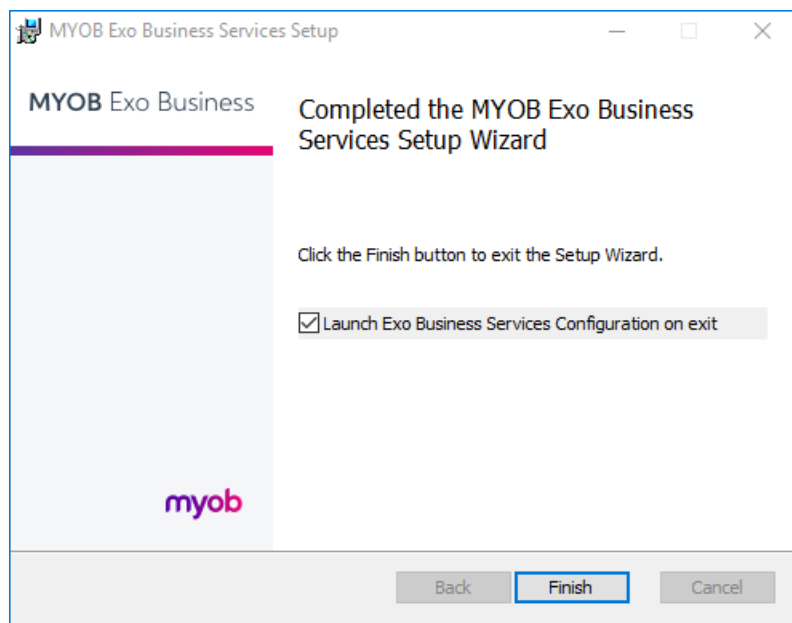 MYOB Exo Business Services Setup
MYOB Exo Business
Completed the MYOB Exo Business
Services Setup Wizard
Click the Finish button to exit the Setup Wizard.
Launch Exo Business Services Configuration on exit
myob
Back
Finish
Cancel